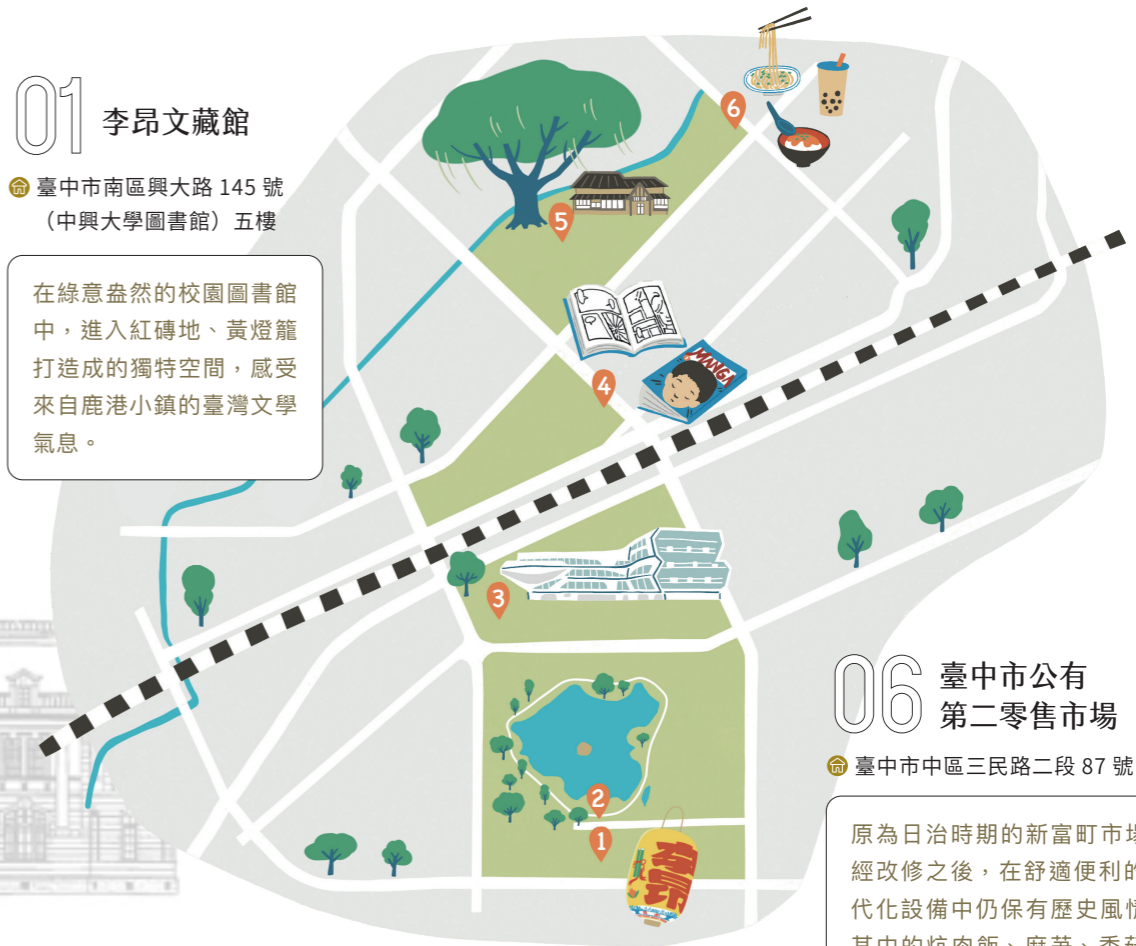 01 李昂文藏館
臺中市南區興大路 145 號
(中興大學圖書館)五樓
在綠意盎然的校園圖書館
中,進入紅磚地、黃燈籠
打造成的獨特空間,感受
來自鹿港小鎮的臺灣文學
氣息。
6
5
4
MANGA
3
2
1
李昂
06 臺中市公有
第二零售市場
臺中市中區三民路二段 87 號
原為日治時期的新富町市場
經改修之後,在舒適便利的
代化設備中仍保有歷史風情